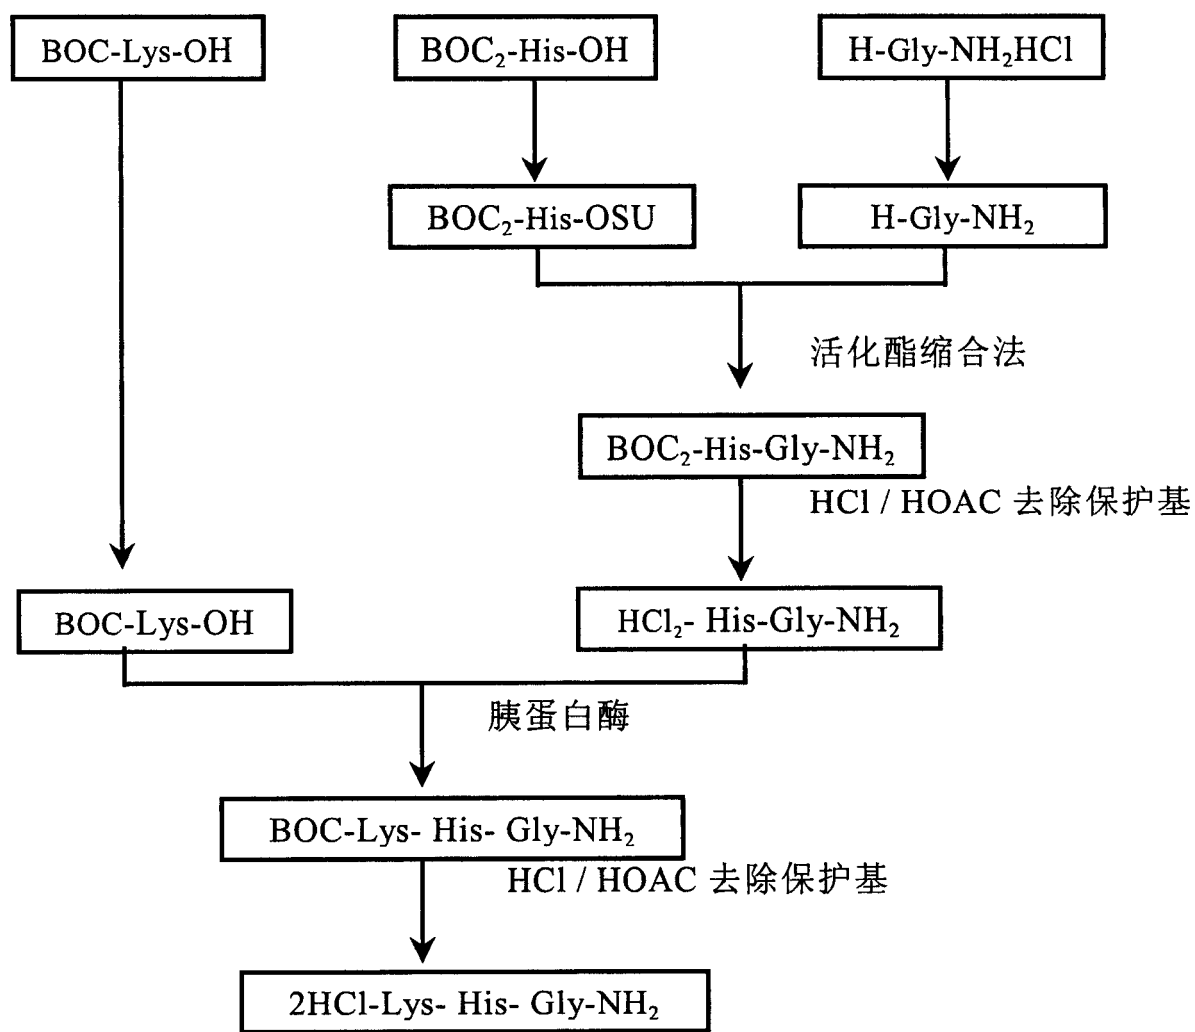 BOC-Lys-OH
BOC₂-His-OH
H-Gly-NH₂HCl
BOC₂-His-OSU
H-Gly-NH₂
活化酯缩合法
BOC₂-His-Gly-NH₂
HCl / HOAC 去除保护基
BOC-Lys-OH
HCl₂- His-Gly-NH₂
胰蛋白酶
BOC-Lys- His- Gly-NH₂
HCl / HOAC 去除保护基
2HCl-Lys- His- Gly-NH₂